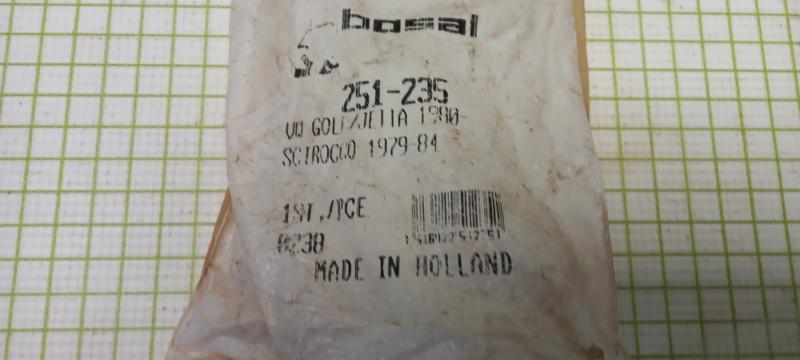 bosal
251-235
VW GOLF/JETTA 1980-
SCIROCCO 1979-84
1ST./PCE
0238
MADE IN HOLLAND